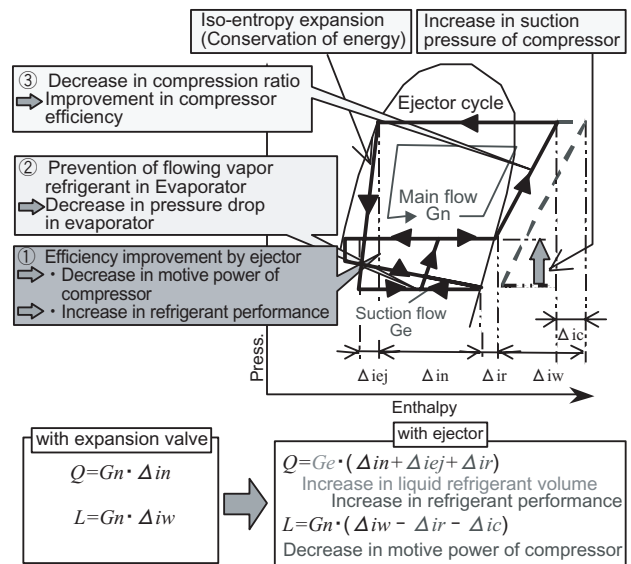 Iso-entropy expansion
(Conservation of energy)
Increase in suction
pressure of compressor
③ Decrease in compression ratio
Improvement in compressor
efficiency
Ejector cycle
② Prevention of flowing vapor
refrigerant in Evaporator
Decrease in pressure drop
in evaporator
Main flow
Gn
① Efficiency improvement by ejector
・Decrease in motive power of
compressor
・Increase in refrigerant performance
Suction flow
Ge
Press.
Δic
Δiej Δin Δir Δiw
Enthalpy
with expansion valve
Q=Gn・Δin
L=Gn・Δiw
with ejector
Q=Ge・(Δin+Δiej+Δir)
Increase in liquid refrigerant volume
Increase in refrigerant performance
L=Gn・(Δiw − Δir − Δic)
Decrease in motive power of compressor